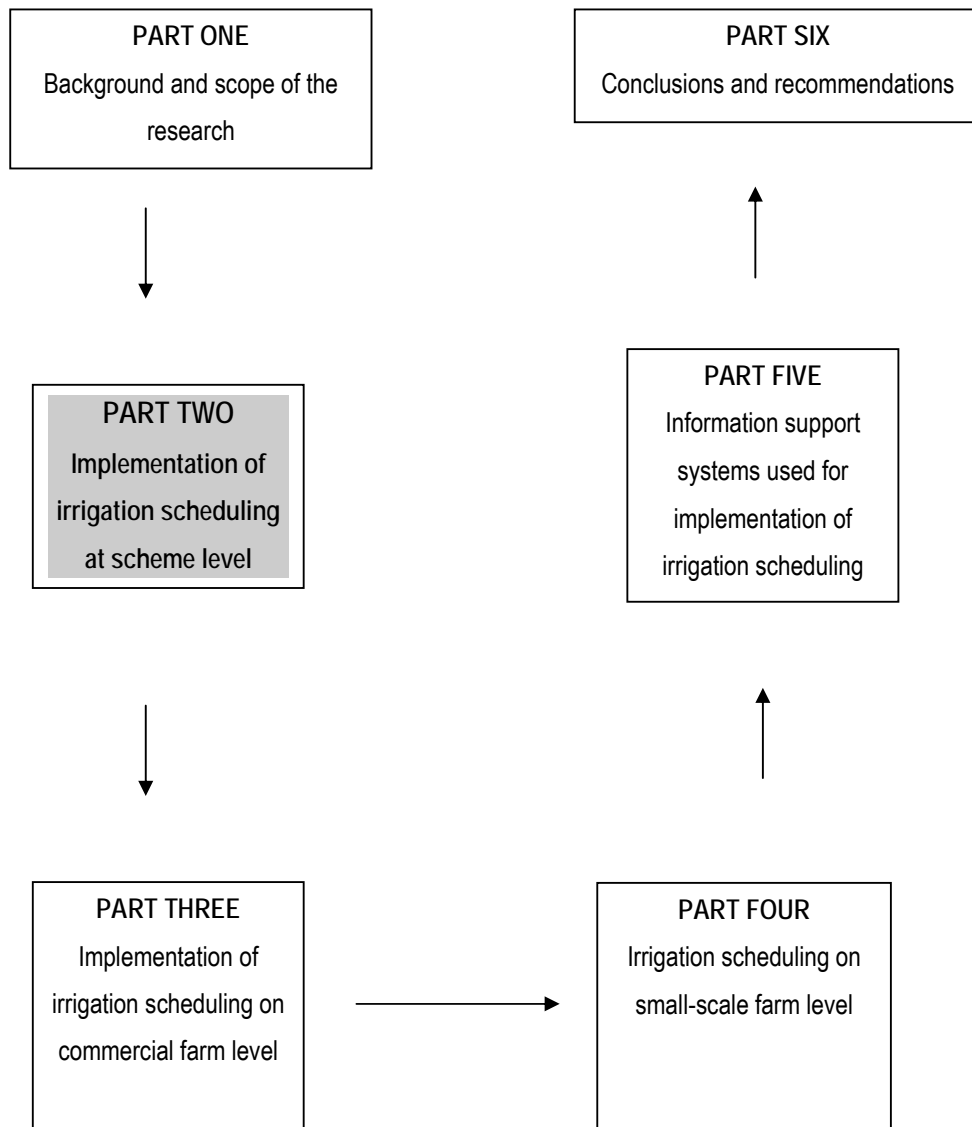 PART ONE
Background and scope of the
research
PART TWO
Implementation of
irrigation scheduling
at scheme level
PART THREE
Implementation of
irrigation scheduling on
commercial farm level
PART FOUR
Irrigation scheduling on
small-scale farm level
PART FIVE
Information support
systems used for
implementation of
irrigation scheduling
PART SIX
Conclusions and recommendations